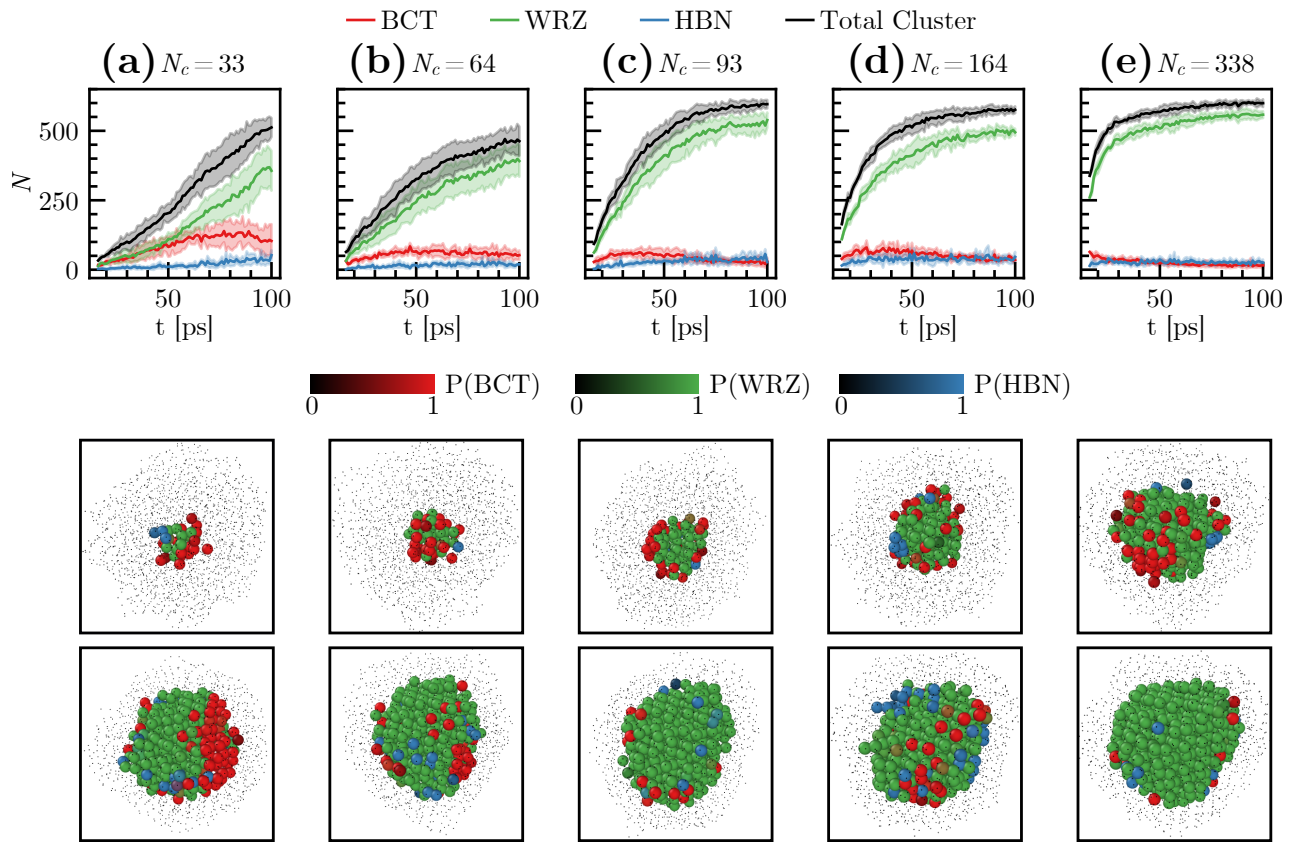 BCT WRZ HBN Total Cluster
(a) N_c = 33 (b) N_c = 64 (c) N_c = 93 (d) N_c = 164 (e) N_c = 338
500
250
0
N
50 100 50 100 50 100 50 100 50 100
t [ps] t [ps] t [ps] t [ps] t [ps]
P(BCT) P(WRZ) P(HBN)
0 1 0 1 0 1